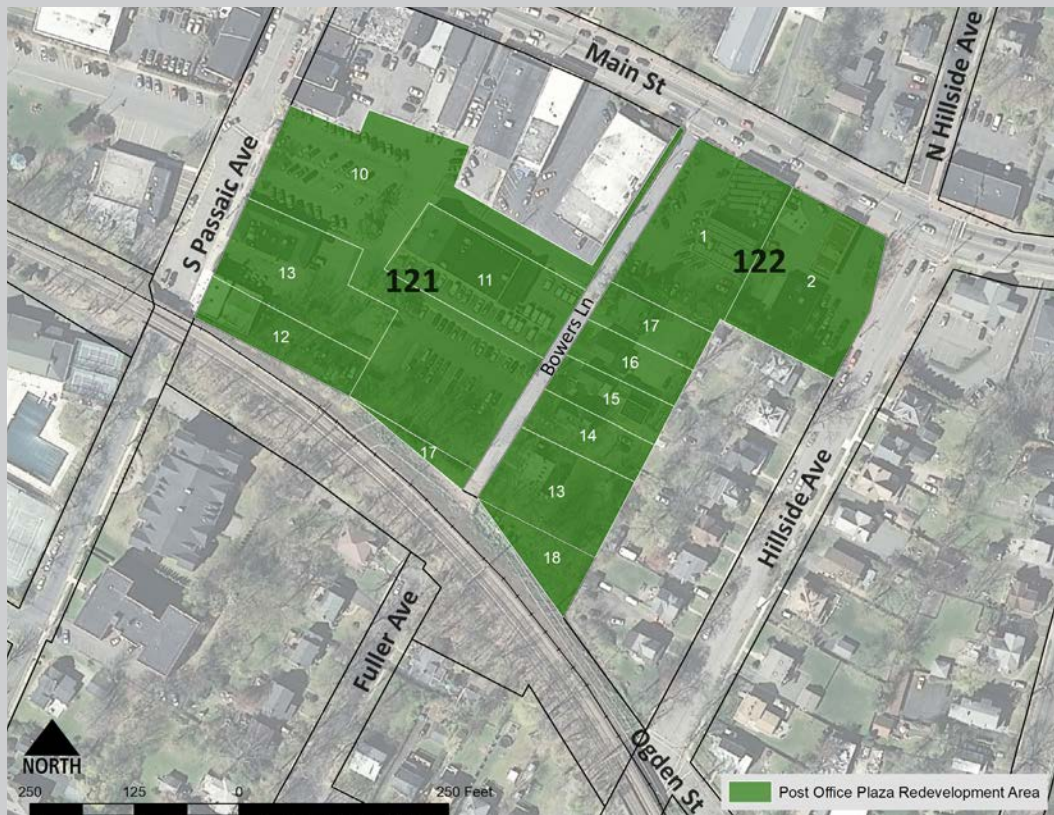 Main St
N Hillside Ave
S Passaic Ave
10
1
122
2
13
121
11
12
Bowers Ln
17
16
15
14
17
13
18
Hillside Ave
Fuller Ave
Ogden St
NORTH
250 125 0 250 Feet
Post Office Plaza Redevelopment Area